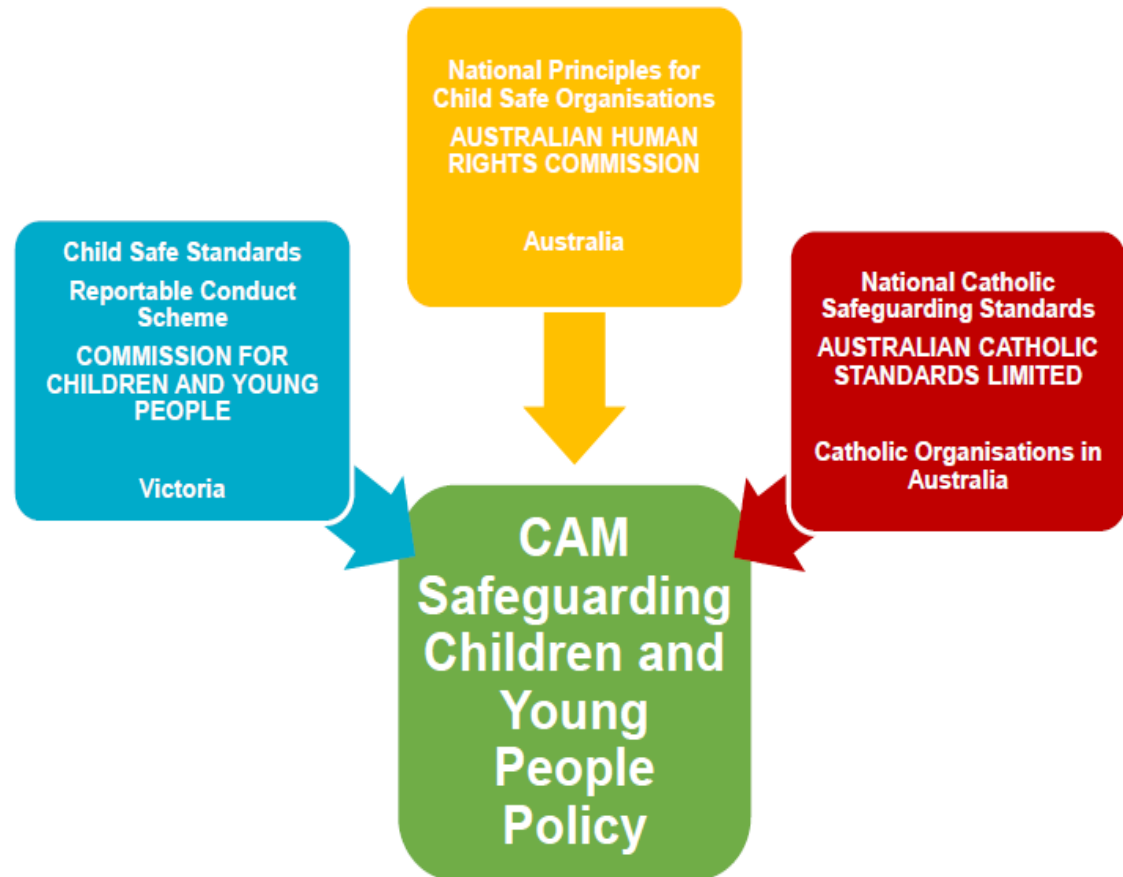 National Principles for
Child Safe Organisations
AUSTRALIAN HUMAN
RIGHTS COMMISSION
Australia
Child Safe Standards
Reportable Conduct
Scheme
COMMISSION FOR
CHILDREN AND YOUNG
PEOPLE
Victoria
National Catholic
Safeguarding Standards
AUSTRALIAN CATHOLIC
STANDARDS LIMITED
Catholic Organisations in
Australia
CAM
Safeguarding
Children and
Young
People
Policy